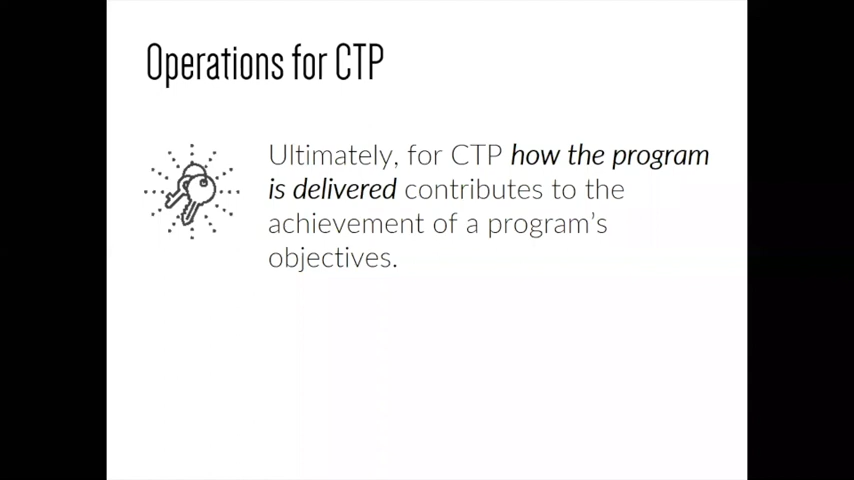 Operations for CTP
Ultimately, for CTP how the program
is delivered contributes to the
achievement of a program's
objectives.